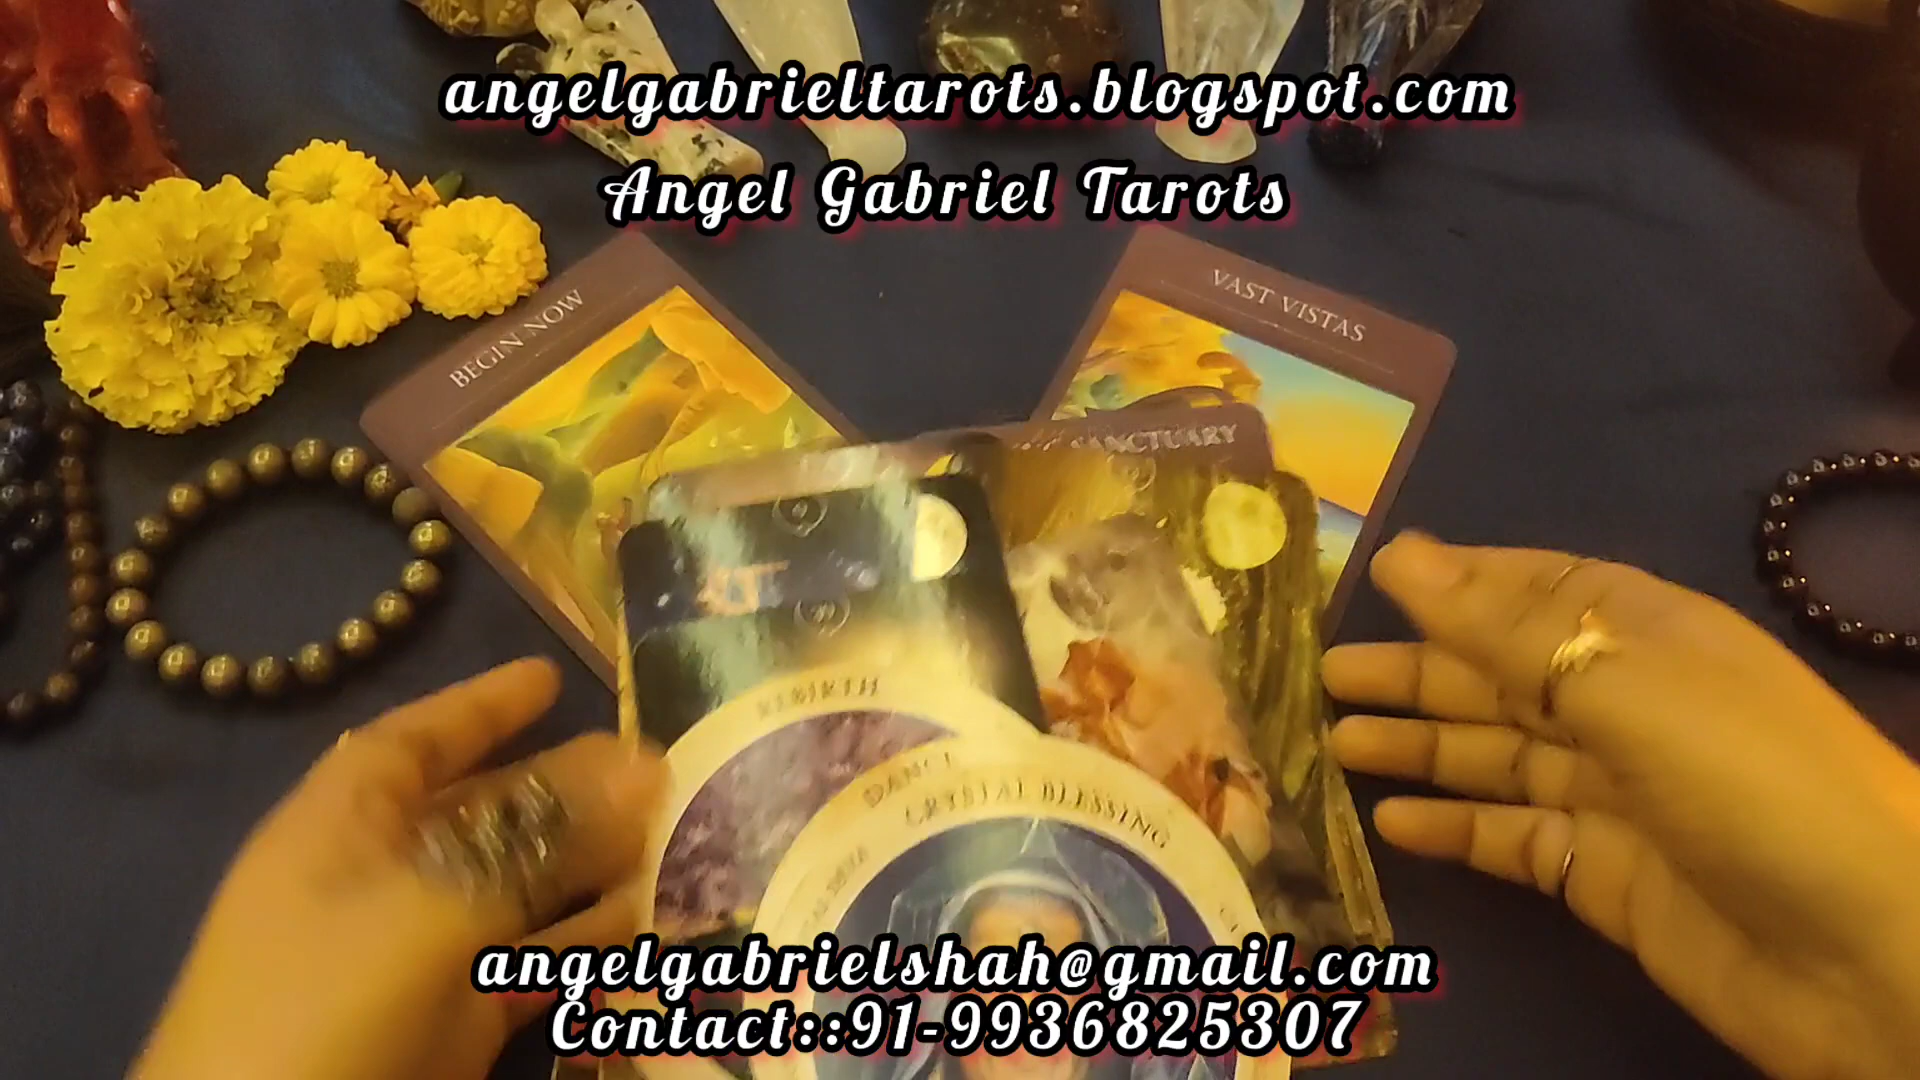 angelgabrieltarots.blogspot.com
Angel Gabriel Tarots
BEGIN NOW
VAST VISTAS
SANCTUARY
REBIRTH
DANCE
CRYSTAL BLESSING
angelgabrielshah@gmail.com
Contact::91-9936825307